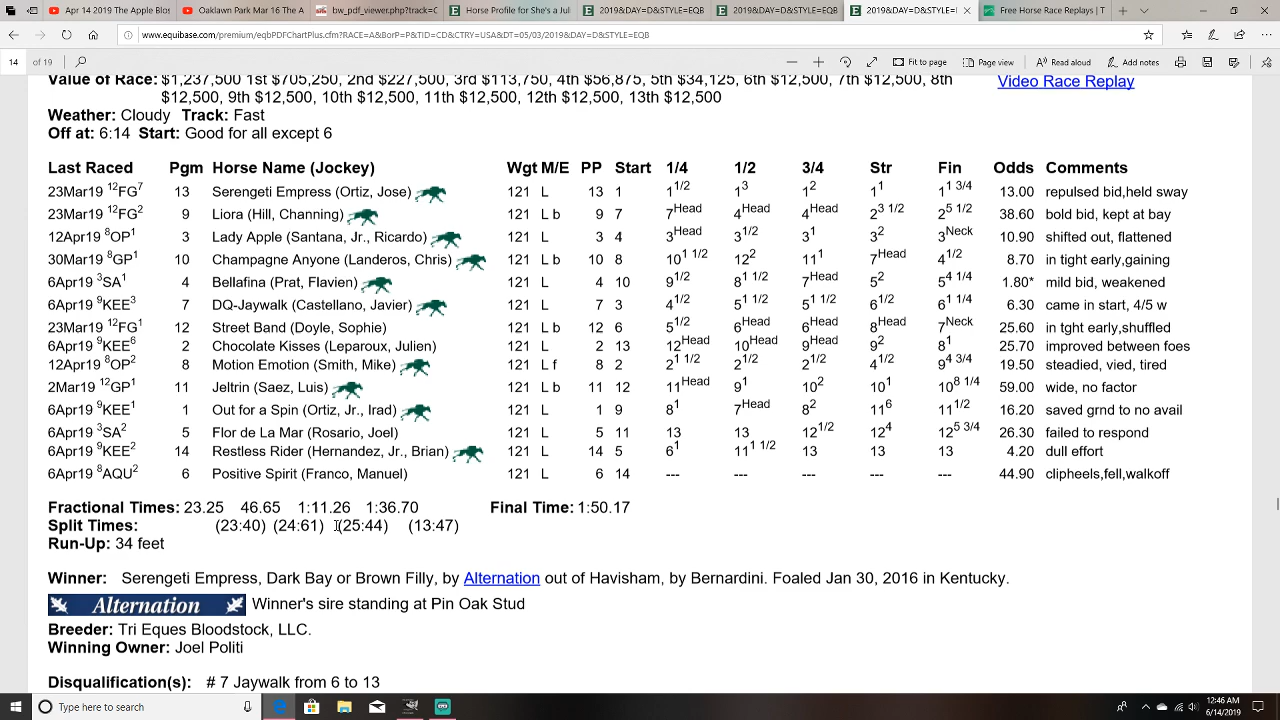 Profile for She's a Juli
2019&DAY=D&STYLE=EQ
2019&DAY=D&STYLE=EQ
2019&DAY=D&STYLE
pdf_viewer.php?track=
www.equibase.com/premium/eqbPDFChartPlus.cfm?RACE=A&BorP=P&TID=CD&CTRY=USA&DT=05/03/2019&DAY=D&STYLE=EQB
14 of 19
Fit to page
Page view
Read aloud
Add notes
Value of Race: $1,237,500 1st $705,250, 2nd $227,500, 3rd $113,750, 4th $56,875, 5th $34,125, 6th $12,500, 7th $12,500, 8th
$12,500, 9th $12,500, 10th $12,500, 11th $12,500, 12th $12,500, 13th $12,500
Video Race Replay
Weather: Cloudy Track: Fast
Off at: 6:14 Start: Good for all except 6
Last Raced Pgm Horse Name (Jockey) Wgt M/E PP Start 1/4 1/2 3/4 Str Fin Odds Comments
23Mar19 12FG7 13 Serengeti Empress (Ortiz, Jose) 121 L 13 1 1 1/2 1 3 1 2 1 1 1 1 3/4 13.00 repulsed bid,held sway
23Mar19 12FG2 9 Liora (Hill, Channing) 121 L b 9 7 7 Head 4 Head 4 Head 2 3 1/2 2 5 1/2 38.60 bold bid, kept at bay
12Apr19 8OP1 3 Lady Apple (Santana, Jr., Ricardo) 121 L 3 4 3 Head 3 1/2 3 1 3 2 3 Neck 10.90 shifted out, flattened
30Mar19 8GP1 10 Champagne Anyone (Landeros, Chris) 121 L b 10 8 10 1 1/2 12 2 11 1 7 Head 4 1/2 8.70 in tight early,gaining
6Apr19 3SA1 4 Bellafina (Prat, Flavien) 121 L 4 10 9 1/2 8 1 1/2 7 Head 5 2 5 4 1/4 1.80* mild bid, weakened
6Apr19 9KEE3 7 DQ-Jaywalk (Castellano, Javier) 121 L 7 3 4 1/2 5 1 1/2 5 1 1/2 6 1/2 6 1 1/4 6.30 came in start, 4/5 w
23Mar19 12FG1 12 Street Band (Doyle, Sophie) 121 L b 12 6 5 1/2 6 Head 6 Head 8 Head 7 Neck 25.60 in tght early,shuffled
6Apr19 9KEE6 2 Chocolate Kisses (Leparoux, Julien) 121 L 2 13 12 Head 10 Head 9 Head 9 2 8 1 25.70 improved between foes
12Apr19 8OP2 8 Motion Emotion (Smith, Mike) 121 L f 8 2 2 1 1/2 2 1/2 2 1/2 4 1/2 9 4 3/4 19.50 steadied, vied, tired
2Mar19 12GP1 11 Jeltrin (Saez, Luis) 121 L b 11 12 11 Head 9 1 10 2 10 1 10 8 1/4 59.00 wide, no factor
6Apr19 9KEE1 1 Out for a Spin (Ortiz, Jr., Irad) 121 L 1 9 8 1 7 Head 8 2 11 6 11 1/2 16.20 saved grnd to no avail
6Apr19 3SA2 5 Flor de La Mar (Rosario, Joel) 121 L 5 11 13 13 12 1/2 12 4 12 5 3/4 26.30 failed to respond
6Apr19 9KEE2 14 Restless Rider (Hernandez, Jr., Brian) 121 L 14 5 6 1 11 1 1/2 13 13 13 4.20 dull effort
6Apr19 8AQU2 6 Positive Spirit (Franco, Manuel) 121 L 6 14 --- --- --- --- --- 44.90 clipheels,fell,walkoff
Fractional Times: 23.25 46.65 1:11.26 1:36.70 Final Time: 1:50.17
Split Times: (23:40) (24:61) (25:44) (13:47)
Run-Up: 34 feet
Winner: Serengeti Empress, Dark Bay or Brown Filly, by Alternation out of Havisham, by Bernardini. Foaled Jan 30, 2016 in Kentucky.
Alternation Winner's sire standing at Pin Oak Stud
Breeder: Tri Eques Bloodstock, LLC.
Winning Owner: Joel Politi
Disqualification(s): # 7 Jaywalk from 6 to 13
Type here to search
12:46 AM
6/14/2019